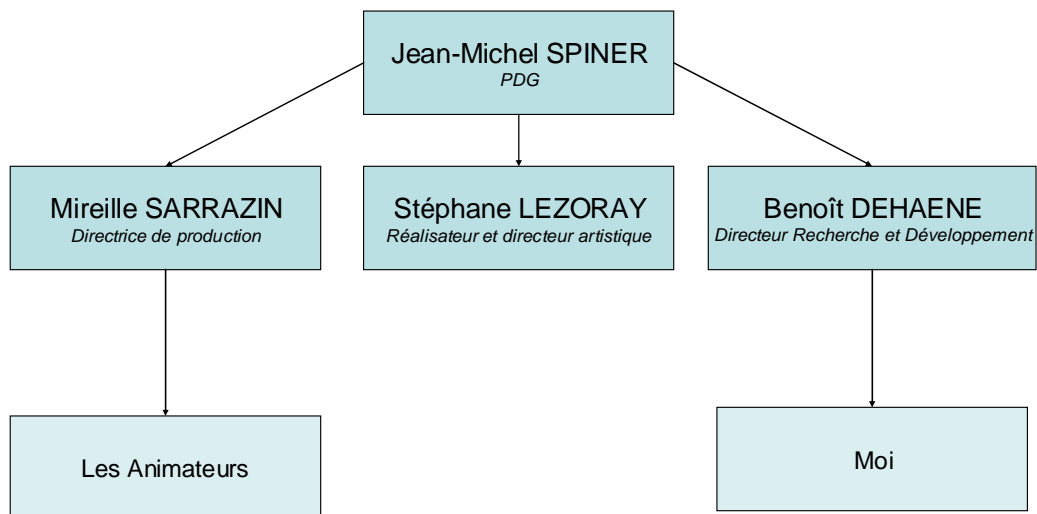 Jean-Michel SPINER
PDG
Mireille SARRAZIN
Directrice de production
Stéphane LEZORAY
Réalisateur et directeur artistique
Benoît DEHAENE
Directeur Recherche et Développement
Les Animateurs
Moi